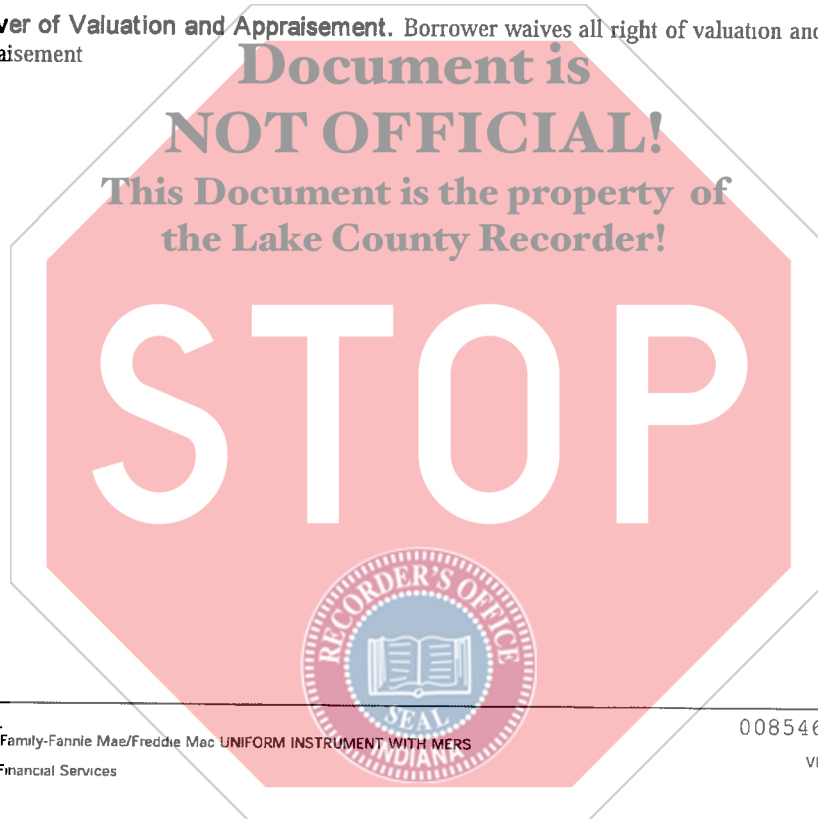 ver of Valuation and Appraisement. Borrower waives all right of valuation and
aisement
Document is
NOT OFFICIAL!
This Document is the property of
the Lake County Recorder!
STOP
RECORDER'S OFFICE
SEAL
INDIANA
008546
Family-Fannie Mae/Freddie Mac UNIFORM INSTRUMENT WITH MERS
Financial Services